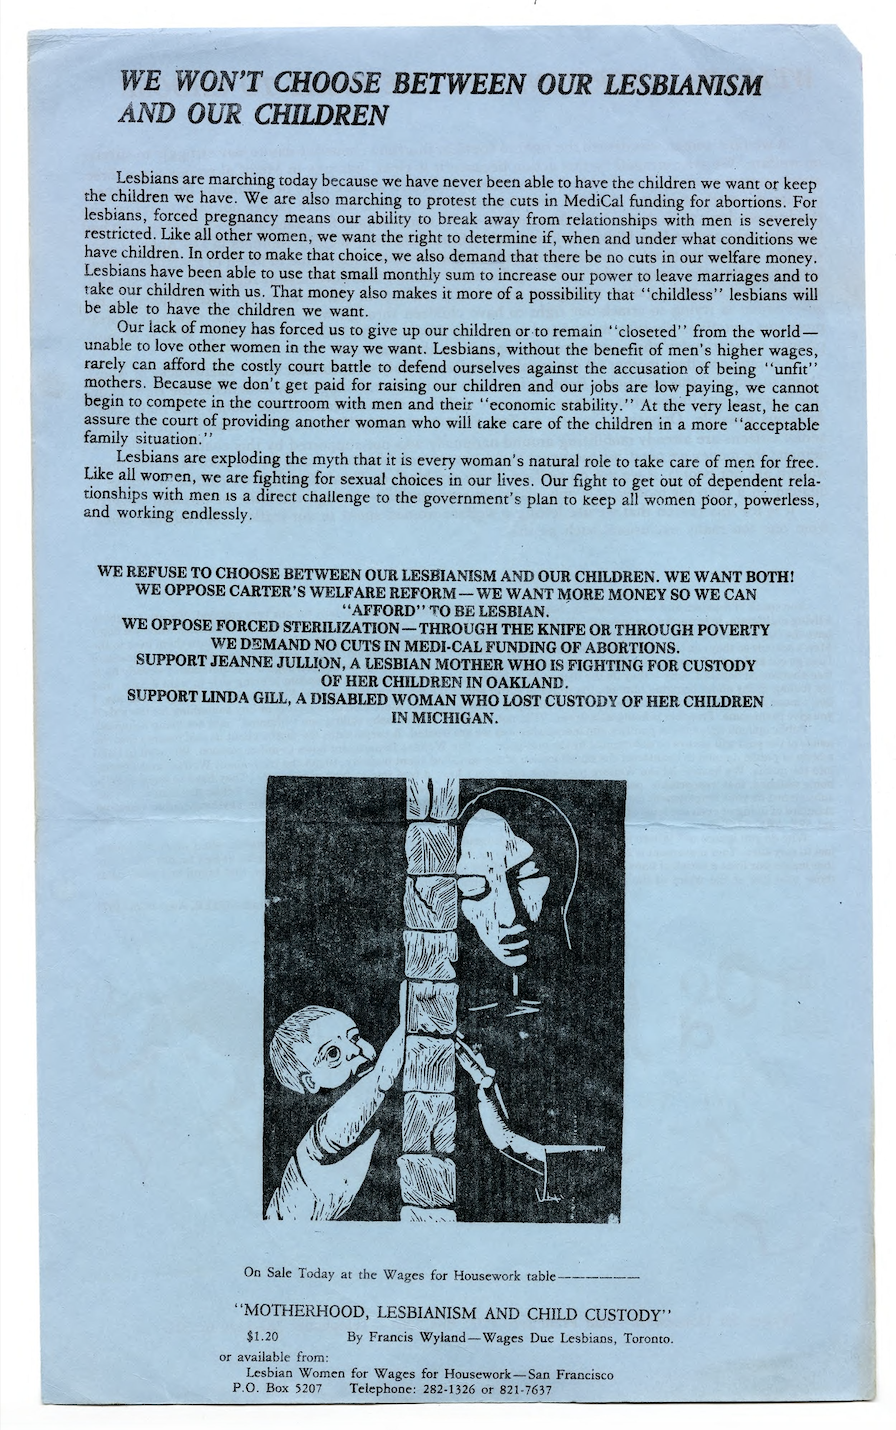 WE WON'T CHOOSE BETWEEN OUR LESBIANISM
AND OUR CHILDREN
Lesbians are marching today because we have never been able to have the children we want or keep
the children we have. We are also marching to protest the cuts in MediCal funding for abortions. For
lesbians, forced pregnancy means our ability to break away from relationships with men is severely
restricted. Like all other women, we want the right to determine if, when and under what conditions we
have children. In order to make that choice, we also demand that there be no cuts in our welfare money.
Lesbians have been able to use that small monthly sum to increase our power to leave marriages and to
take our children with us. That money also makes it more of a possibility that "childless" lesbians will
be able to have the children we want.
Our lack of money has forced us to give up our children or to remain "closeted" from the world—
unable to love other women in the way we want. Lesbians, without the benefit of men's higher wages,
rarely can afford the costly court battle to defend ourselves against the accusation of being "unfit"
mothers. Because we don't get paid for raising our children and our jobs are low paying, we cannot
begin to compete in the courtroom with men and their "economic stability." At the very least, he can
assure the court of providing another woman who will take care of the children in a more "acceptable
family situation."
Lesbians are exploding the myth that it is every woman's natural role to take care of men for free.
Like all women, we are fighting for sexual choices in our lives. Our fight to get out of dependent rela-
tionships with men is a direct challenge to the government's plan to keep all women poor, powerless,
and working endlessly.
WE REFUSE TO CHOOSE BETWEEN OUR LESBIANISM AND OUR CHILDREN. WE WANT BOTH!
WE OPPOSE CARTER'S WELFARE REFORM—WE WANT MORE MONEY SO WE CAN
"AFFORD" TO BE LESBIAN.
WE OPPOSE FORCED STERILIZATION—THROUGH THE KNIFE OR THROUGH POVERTY
WE DEMAND NO CUTS IN MEDI-CAL FUNDING OF ABORTIONS.
SUPPORT JEANNE JULLION, A LESBIAN MOTHER WHO IS FIGHTING FOR CUSTODY
OF HER CHILDREN IN OAKLAND.
SUPPORT LINDA GILL, A DISABLED WOMAN WHO LOST CUSTODY OF HER CHILDREN
IN MICHIGAN.
On Sale Today at the Wages for Housework table—————
"MOTHERHOOD, LESBIANISM AND CHILD CUSTODY"
$1.20 By Francis Wyland—Wages Due Lesbians, Toronto.
or available from:
Lesbian Women for Wages for Housework—San Francisco
P.O. Box 5207 Telephone: 282-1326 or 821-7637